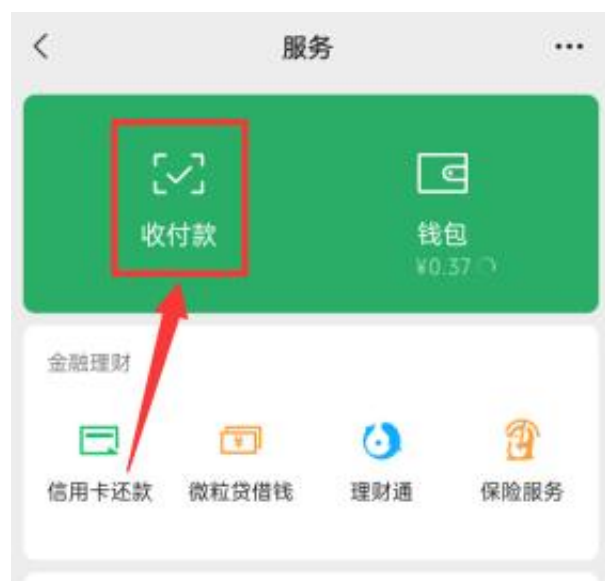 服务
收付款
钱包
¥0.37
金融理财
信用卡还款
微粒贷借钱
理财通
保险服务